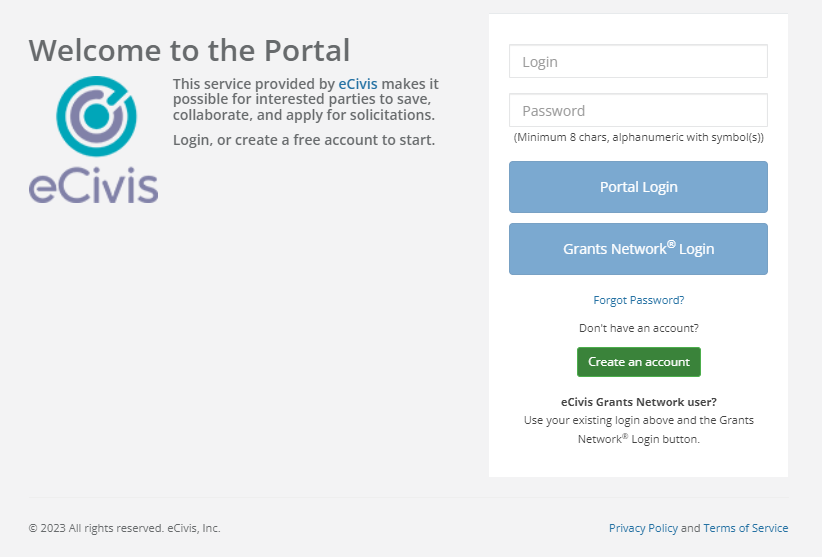 Welcome to the Portal
eCivis
This service provided by eCivis makes it
possible for interested parties to save,
collaborate, and apply for solicitations.
Login, or create a free account to start.
Login
Password
(Minimum 8 chars, alphanumeric with symbol(s))
Portal Login
Grants Network® Login
Forgot Password?
Don't have an account?
Create an account
eCivis Grants Network user?
Use your existing login above and the Grants
Network® Login button.
© 2023 All rights reserved. eCivis, Inc.
Privacy Policy and Terms of Service